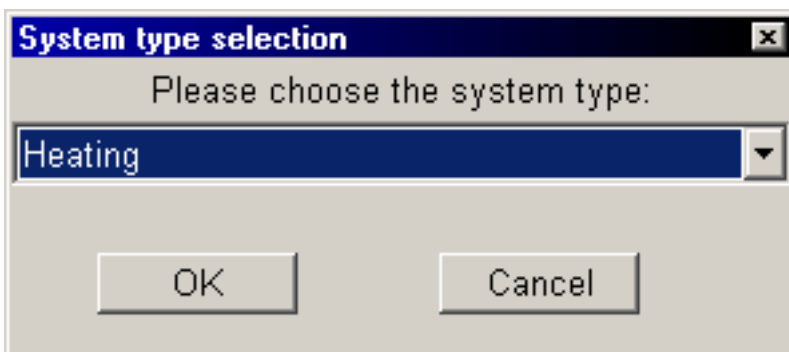 System type selection
Please choose the system type:
Heating
OK Cancel